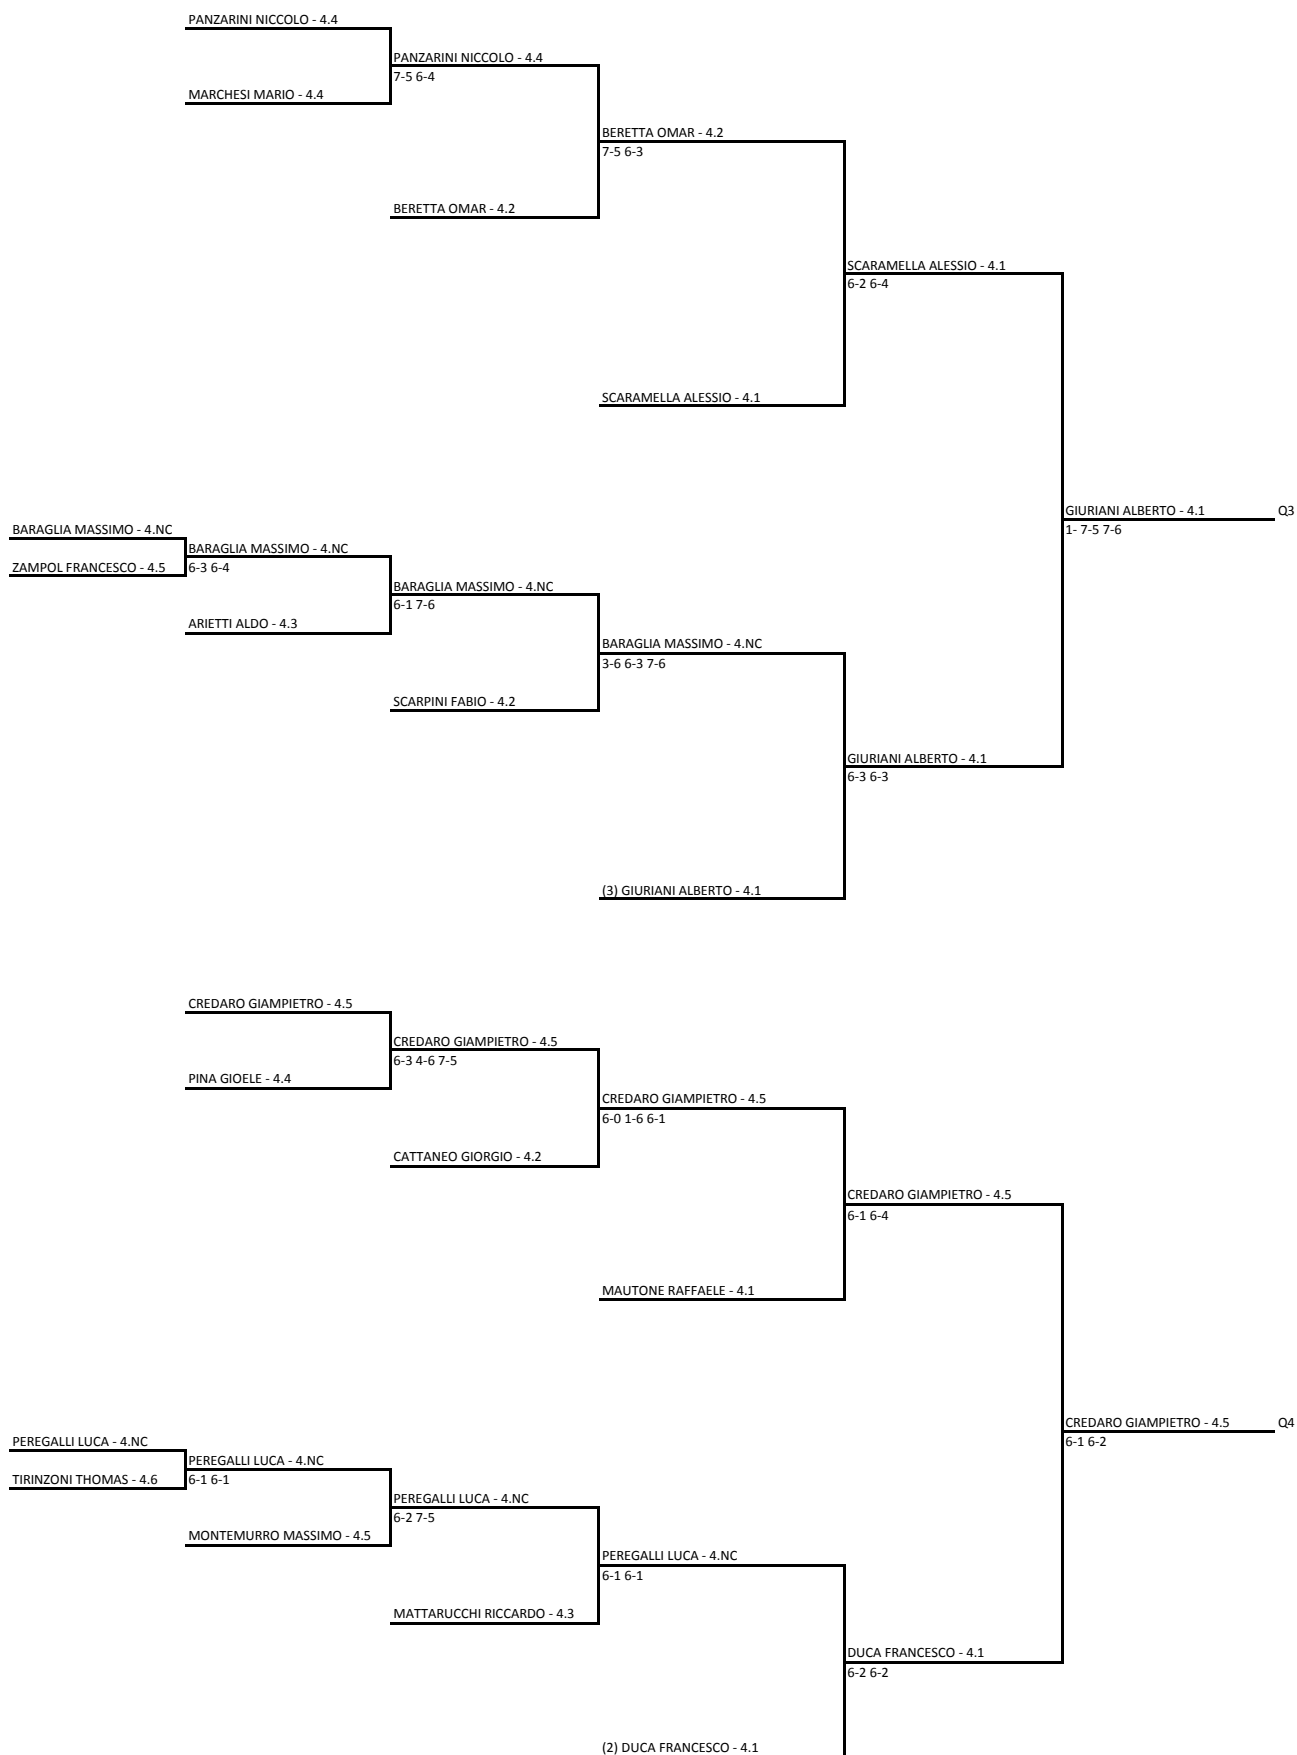 PANZARINI NICCOLO - 4.4
PANZARINI NICCOLO - 4.4
7-5 6-4
MARCHESI MARIO - 4.4
BERETTA OMAR - 4.2
7-5 6-3
BERETTA OMAR - 4.2
SCARAMELLA ALESSIO - 4.1
6-2 6-4
SCARAMELLA ALESSIO - 4.1
GIURIANI ALBERTO - 4.1 Q3
1- 7-5 7-6
BARAGLIA MASSIMO - 4.NC
BARAGLIA MASSIMO - 4.NC
ZAMPOL FRANCESCO - 4.5
6-3 6-4
BARAGLIA MASSIMO - 4.NC
6-1 7-6
ARIETTI ALDO - 4.3
BARAGLIA MASSIMO - 4.NC
3-6 6-3 7-6
SCARPINI FABIO - 4.2
GIURIANI ALBERTO - 4.1
6-3 6-3
(3) GIURIANI ALBERTO - 4.1
CREDARO GIAMPIETRO - 4.5
CREDARO GIAMPIETRO - 4.5
6-3 4-6 7-5
PINA GIOELE - 4.4
CREDARO GIAMPIETRO - 4.5
6-0 1-6 6-1
CATTANEO GIORGIO - 4.2
CREDARO GIAMPIETRO - 4.5
6-1 6-4
MAUTONE RAFFAELE - 4.1
CREDARO GIAMPIETRO - 4.5 Q4
6-1 6-2
PEREGALLI LUCA - 4.NC
PEREGALLI LUCA - 4.NC
TIRINZONI THOMAS - 4.6
6-1 6-1
PEREGALLI LUCA - 4.NC
6-2 7-5
MONTEMURRO MASSIMO - 4.5
PEREGALLI LUCA - 4.NC
6-1 6-1
MATTARUCCHI RICCARDO - 4.3
DUCA FRANCESCO - 4.1
6-2 6-2
(2) DUCA FRANCESCO - 4.1